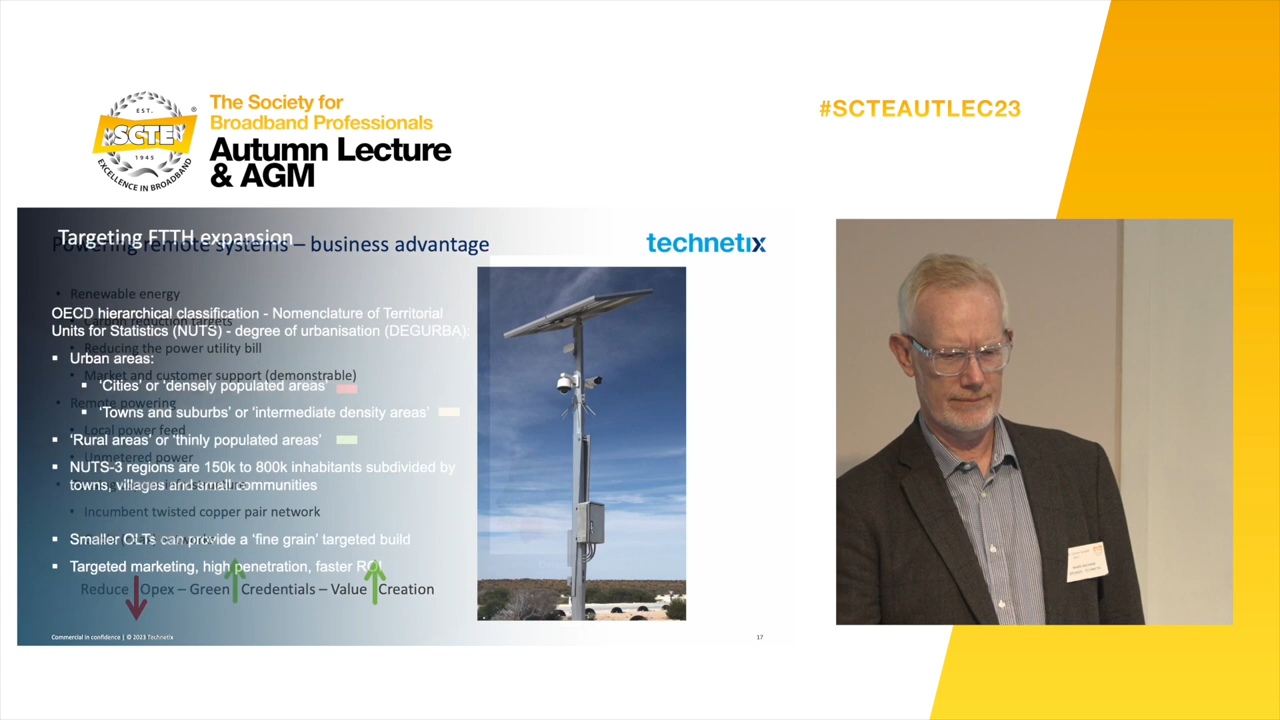 The Society for
Broadband Professionals
Autumn Lecture
& AGM
EST.
SCTE
®
1945
EXCELLENCE IN BROADBAND
#SCTEAUTLEC23
Targeting FTTH expansion
Powering remote systems – business advantage
technetix
Renewable energy
OECD hierarchical classification - Nomenclature of Territorial
Carbon reduction targets
Units for Statistics (NUTS) - degree of urbanisation (DEGURBA):
Reducing the power utility bill
Urban areas:
Market and customer support (demonstrable)
'Cities' or 'densely populated areas'
Remote powering
'Towns and suburbs' or 'intermediate density areas'
Local power feed
'Rural areas' or 'thinly populated areas'
Unmetered power
NUTS-3 regions are 150k to 800k inhabitants subdivided by
towns, villages and small communities
Incumbent twisted copper pair network
Smaller OLTs can provide a 'fine grain' targeted build
Targeted marketing, high penetration, faster ROI
Reduce Opex – Green Credentials – Value Creation
Commercial in confidence | © 2023 Technetix
17